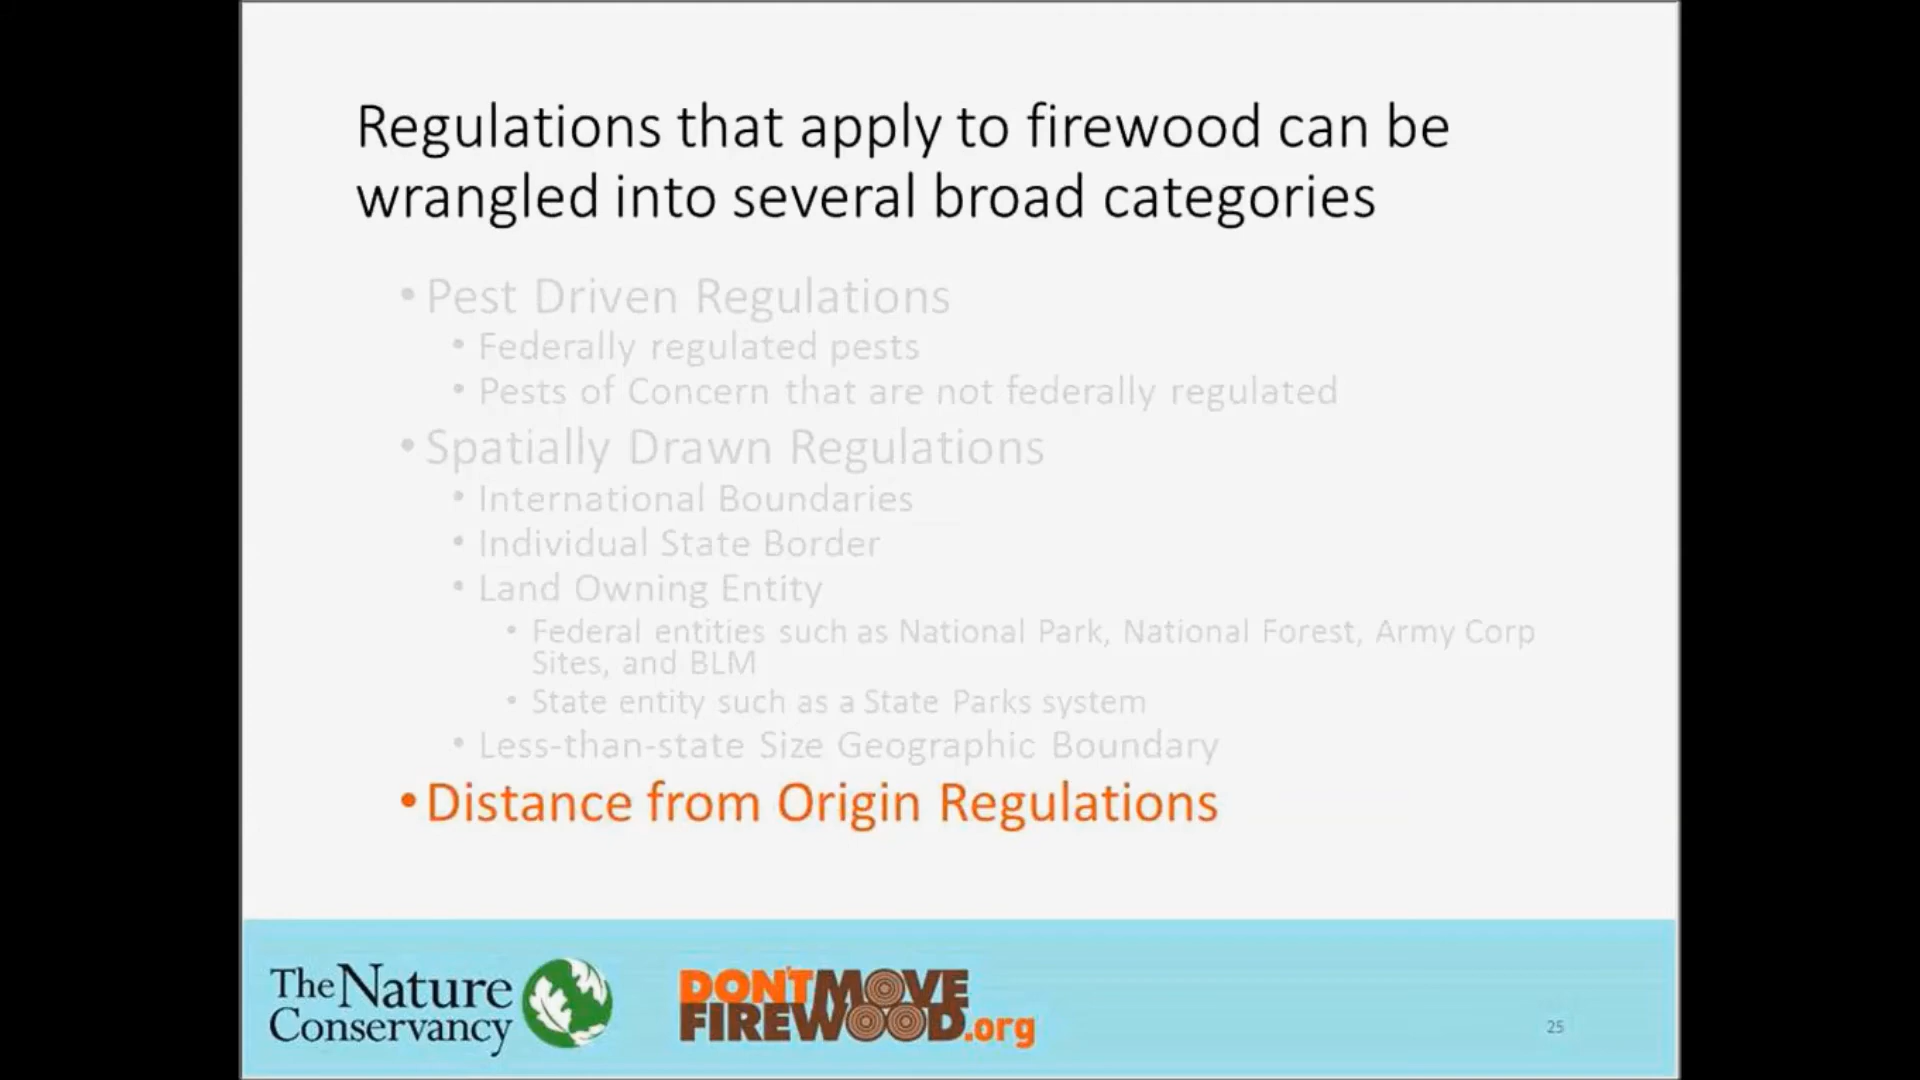 Regulations that apply to firewood can be
wrangled into several broad categories
• Pest Driven Regulations
• Federally regulated pests
• Pests of Concern that are not federally regulated
• Spatially Drawn Regulations
• International Boundaries
• Individual State Border
• Land Owning Entity
• Federal entities such as National Park, National Forest, Army Corp
Sites, and BLM
• State entity such as a State Parks system
• Less-than-state Size Geographic Boundary
• Distance from Origin Regulations
The Nature
Conservancy
DON'T MOVE
FIREWOOD.org
25